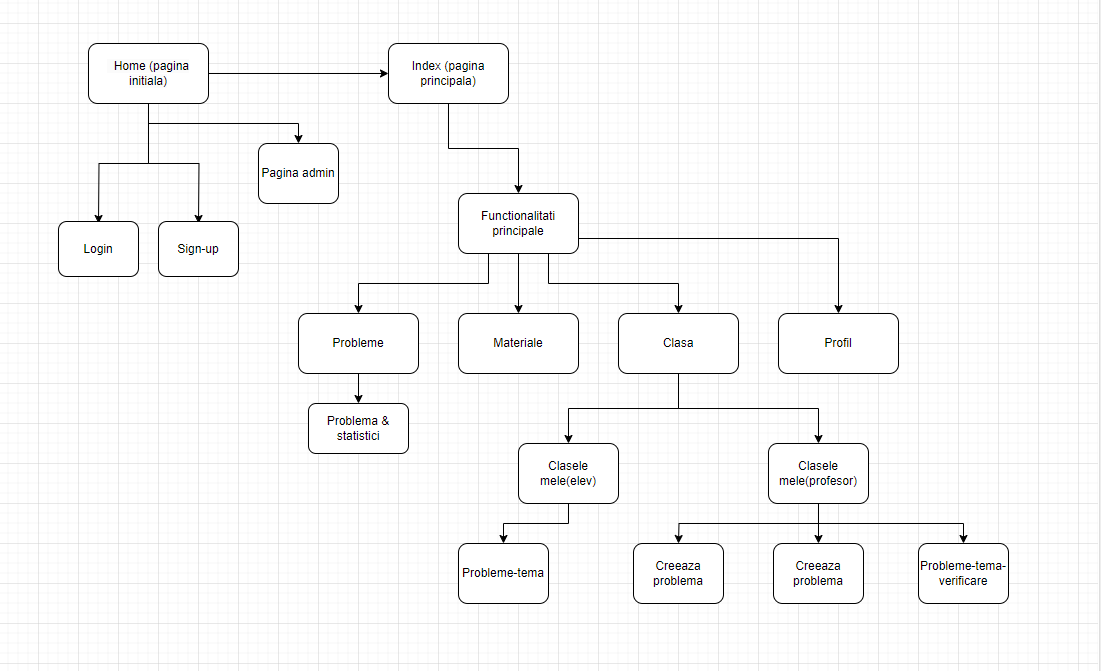 Home (pagina
initiala)
Index (pagina
principala)
Pagina admin
Login
Sign-up
Functionalitati
principale
Probleme
Materiale
Clasa
Profil
Problema &
statistici
Clasele
mele(elev)
Clasele
mele(profesor)
Probleme-tema
Creeaza
problema
Creeaza
problema
Probleme-tema-
verificare